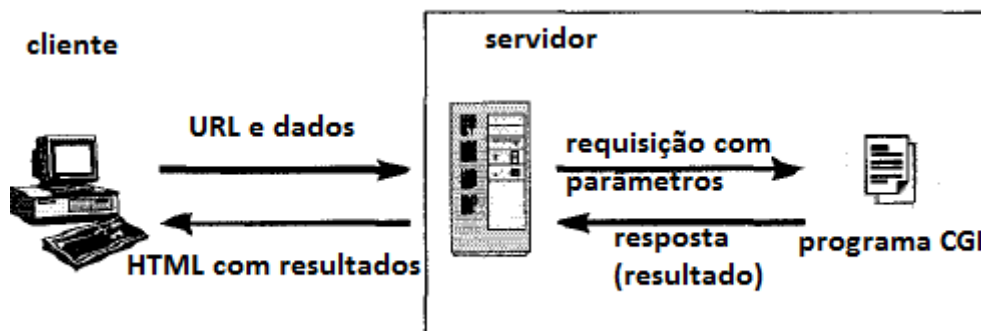 cliente
servidor
URL e dados
requisição com
parâmetros
HTML com resultados
resposta
(resultado)
programa CGI